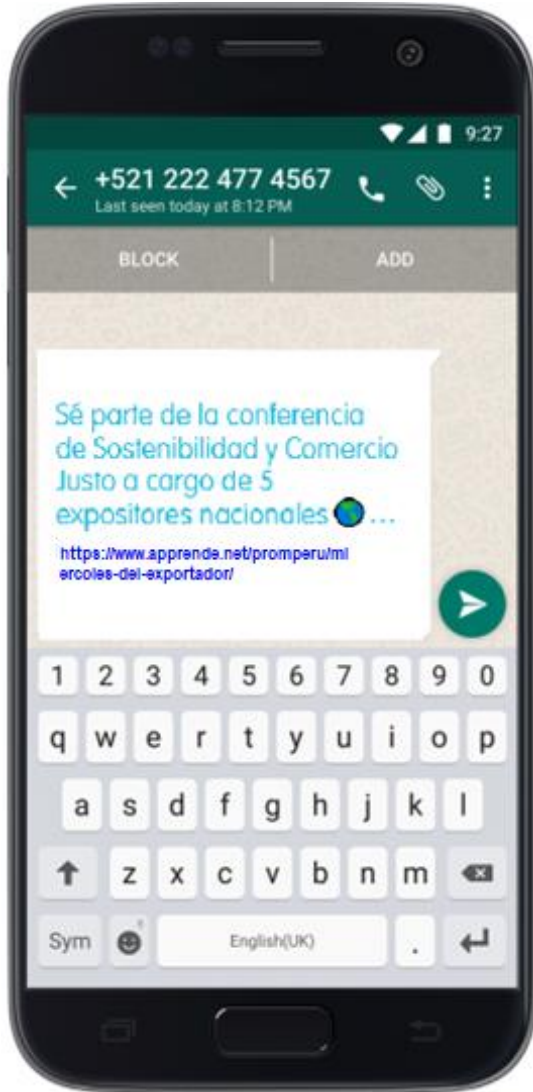 9:27
+521 222 477 4567
Last seen today at 8:12 PM
BLOCK
ADD
Sé parte de la conferencia
de Sostenibilidad y Comercio
Justo a cargo de 5
expositores nacionales 🌎...
https://www.apprende.net/promperu/mi
ercoles-del-exportador/
1 2 3 4 5 6 7 8 9 0
q w e r t y u i o p
a s d f g h j k l
z x c v b n m
Sym English(UK) .